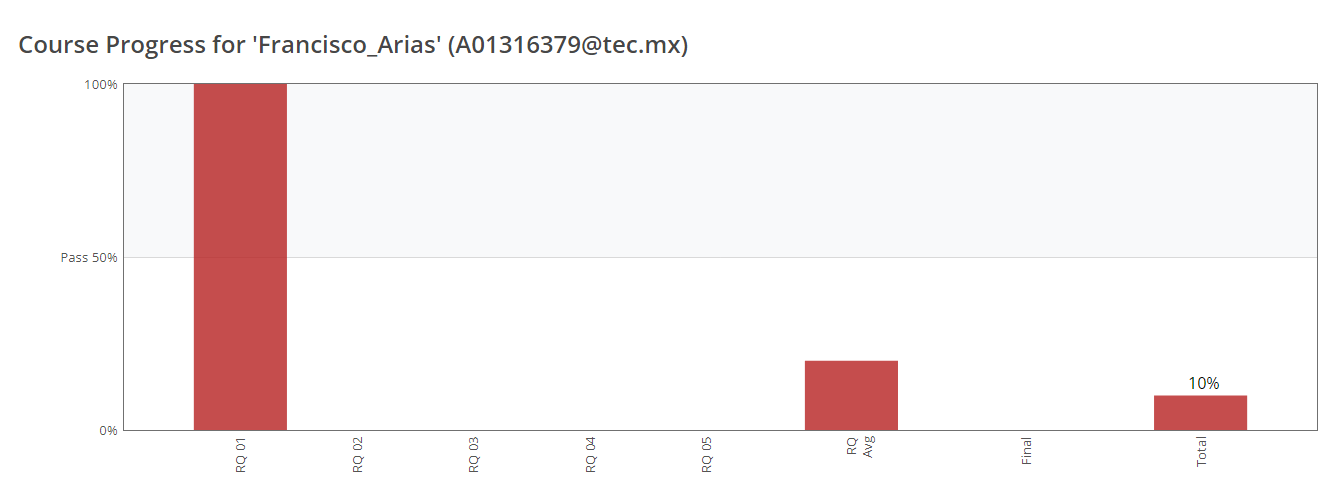 Course Progress for 'Francisco_Arias' (A01316379@tec.mx)
100%
Pass 50%
0%
10%
RQ 01
RQ 02
RQ 03
RQ 04
RQ 05
RQ
Avg
Final
Total